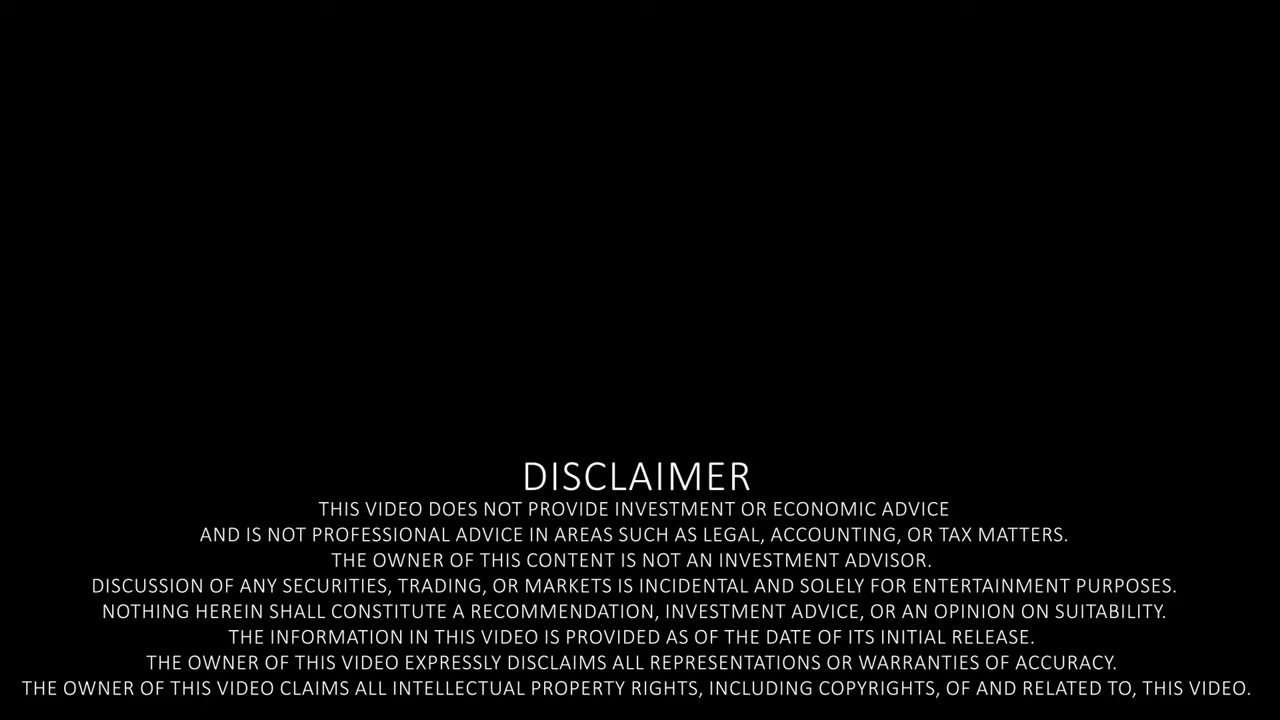 DISCLAIMER
THIS VIDEO DOES NOT PROVIDE INVESTMENT OR ECONOMIC ADVICE
AND IS NOT PROFESSIONAL ADVICE IN AREAS SUCH AS LEGAL, ACCOUNTING, OR TAX MATTERS.
THE OWNER OF THIS CONTENT IS NOT AN INVESTMENT ADVISOR.
DISCUSSION OF ANY SECURITIES, TRADING, OR MARKETS IS INCIDENTAL AND SOLELY FOR ENTERTAINMENT PURPOSES.
NOTHING HEREIN SHALL CONSTITUTE A RECOMMENDATION, INVESTMENT ADVICE, OR AN OPINION ON SUITABILITY.
THE INFORMATION IN THIS VIDEO IS PROVIDED AS OF THE DATE OF ITS INITIAL RELEASE.
THE OWNER OF THIS VIDEO EXPRESSLY DISCLAIMS ALL REPRESENTATIONS OR WARRANTIES OF ACCURACY.
THE OWNER OF THIS VIDEO CLAIMS ALL INTELLECTUAL PROPERTY RIGHTS, INCLUDING COPYRIGHTS, OF AND RELATED TO, THIS VIDEO.